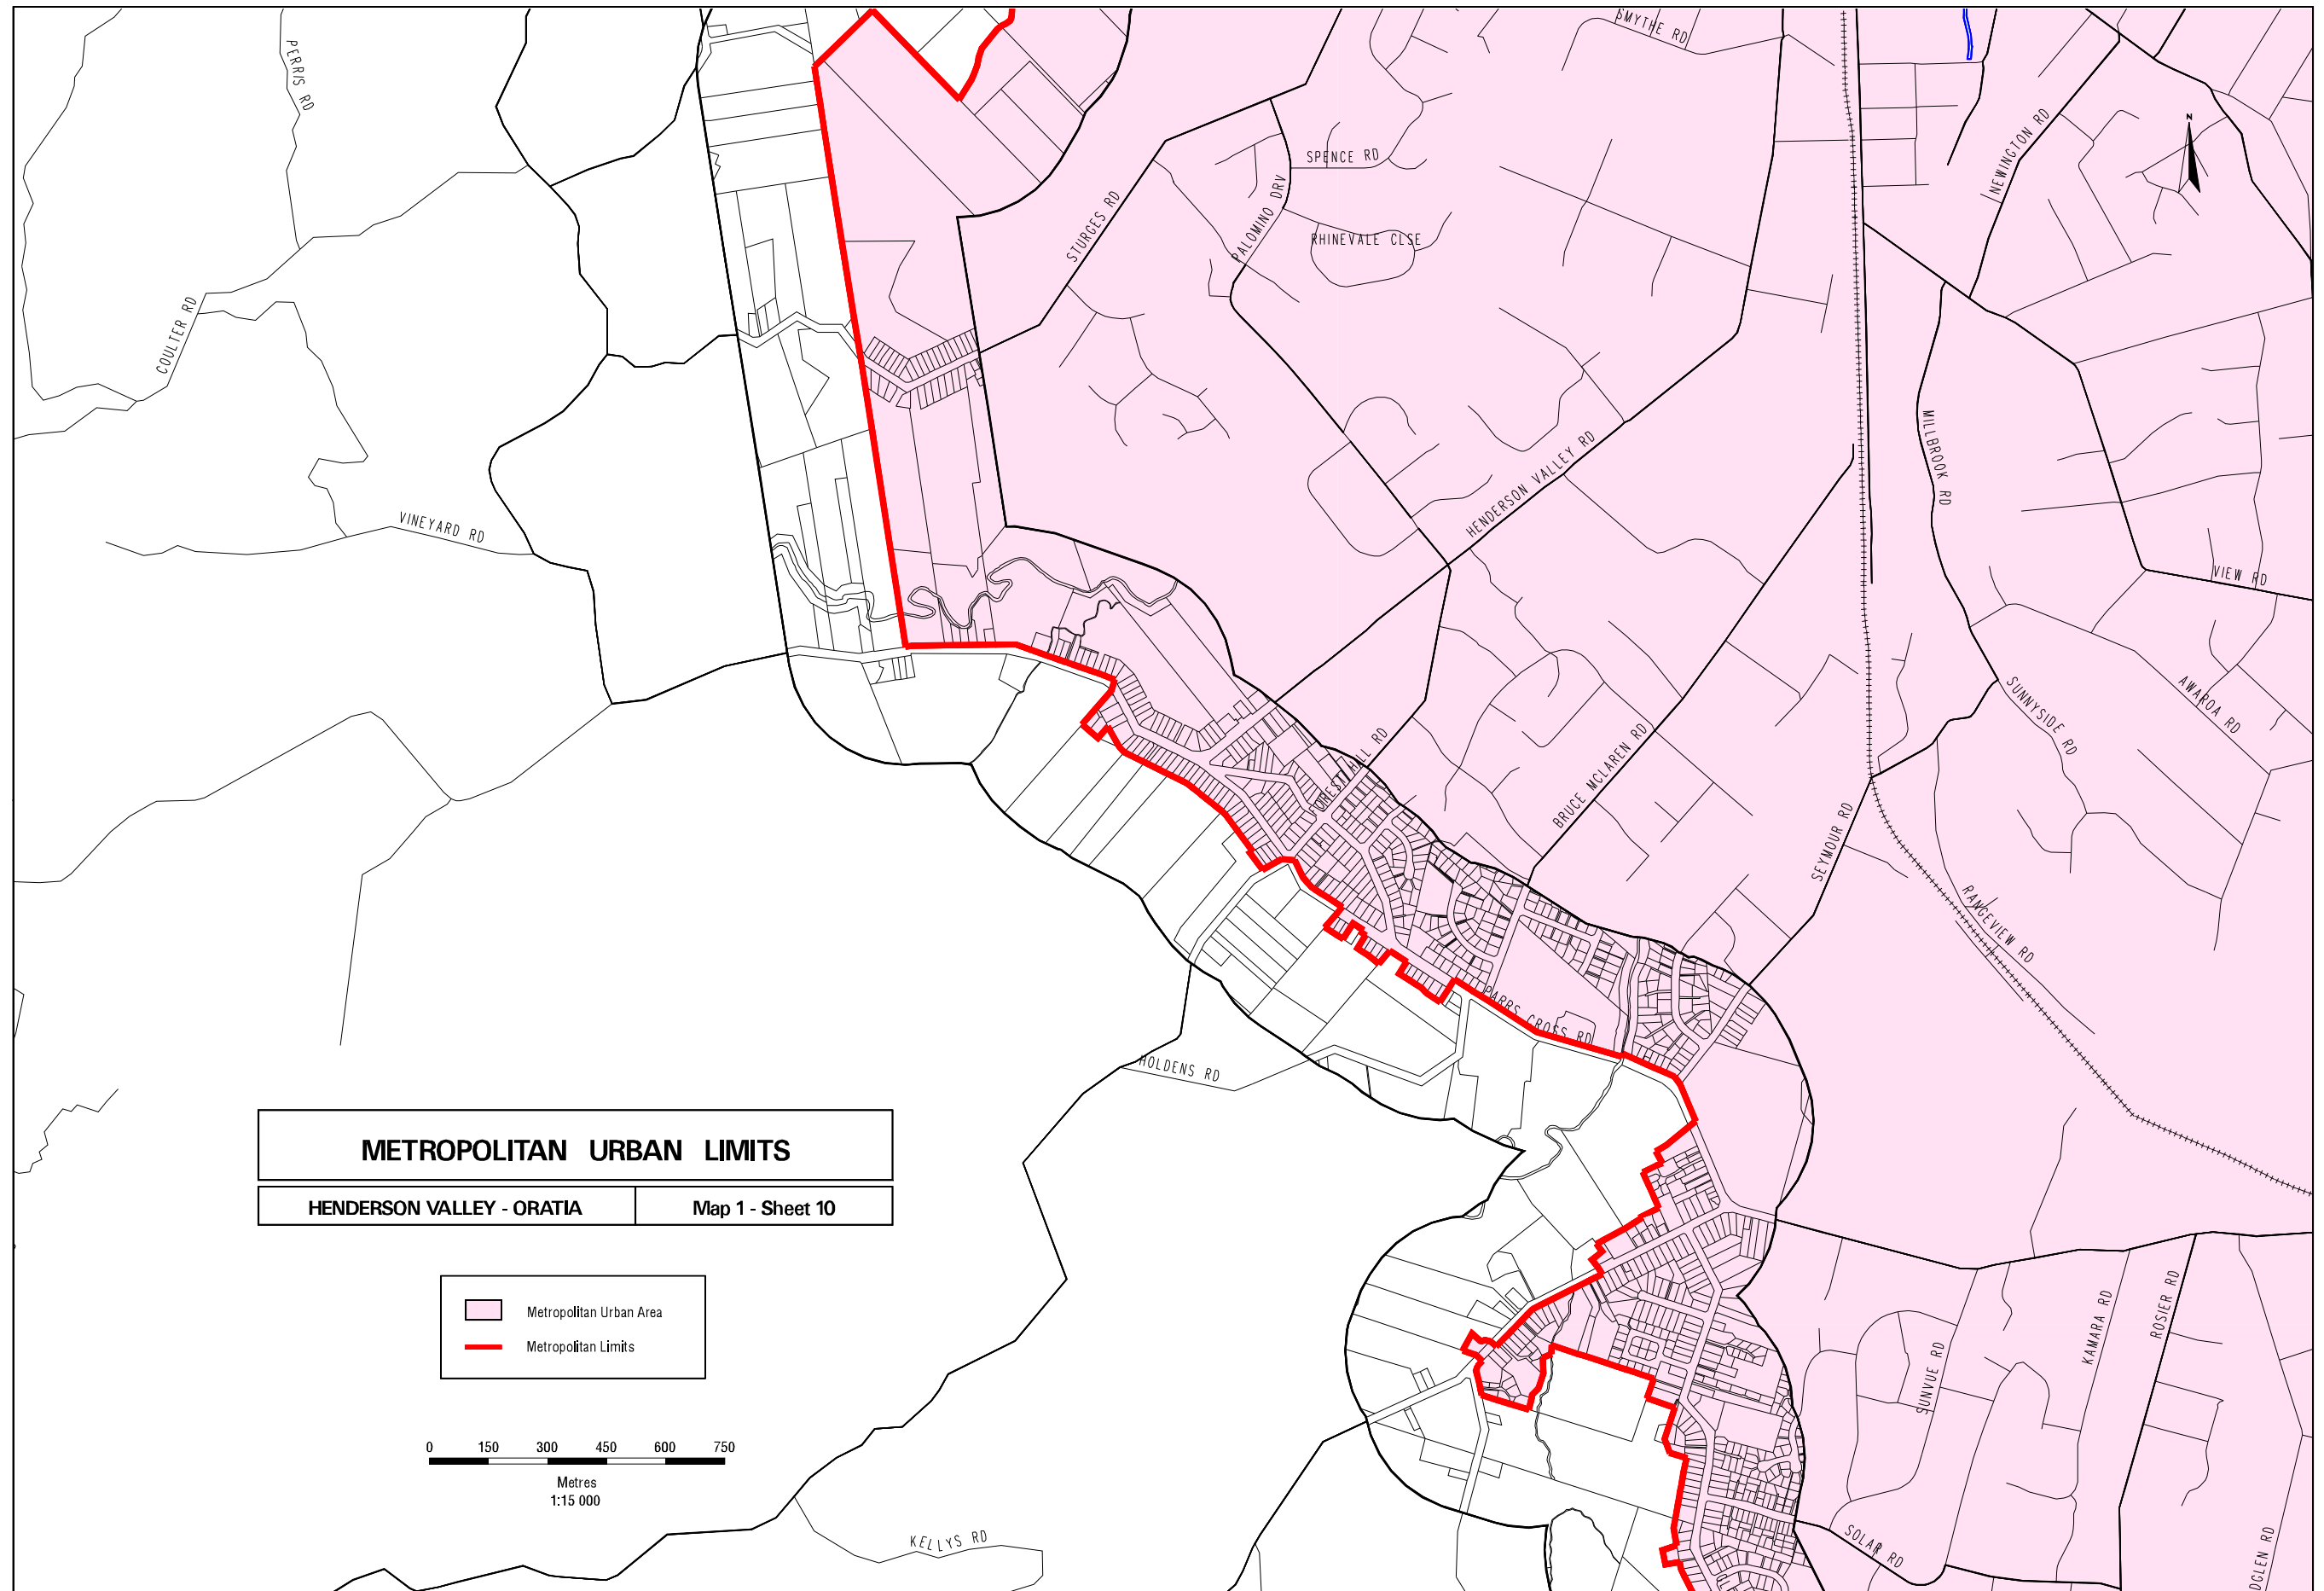 SMYTHE RD
PERRIS RD
NEWINGTON RD
N
SPENCE RD
STURGES RD
PALOMINO DRV
RHINEVALE CLSE
COULTER RD
MILLBROOK RD
HENDERSON VALLEY RD
VINEYARD RD
VIEW RD
SUNNYSIDE RD
AWAROA RD
FOREST HILL RD
BRUCE MCLAREN RD
SEYMOUR RD
RANGEVIEW RD
PARRS CROSS RD
HOLDENS RD
METROPOLITAN URBAN LIMITS
HENDERSON VALLEY - ORATIA
Map 1 - Sheet 10
Metropolitan Urban Area
Metropolitan Limits
KAMARA RD
ROSIER RD
SUNVUE RD
0 150 300 450 600 750
Metres
1:15 000
KELLYS RD
SOLAR RD
DGLEN RD